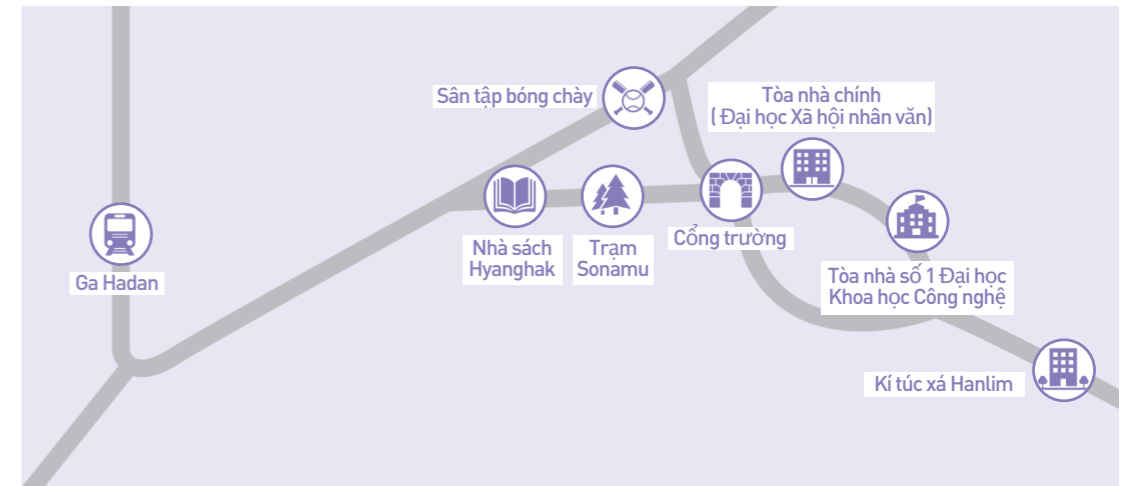 Sân tập bóng chày
Tòa nhà chính
( Đại học Xã hội nhân văn)
Ga Hadan
Nhà sách
Hyanghak
Trạm
Sonamu
Cổng trường
Tòa nhà số 1 Đại học
Khoa học Công nghệ
Kí túc xá Hanlim